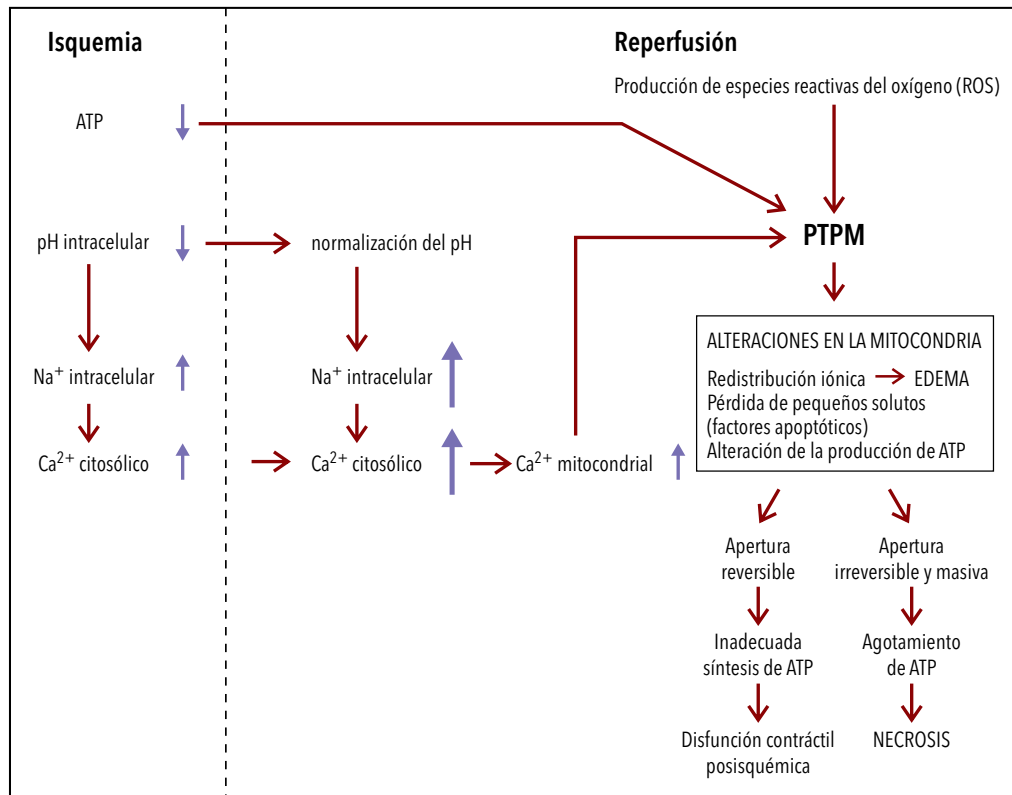 Isquemia
Reperfusión
Producción de especies reactivas del oxígeno (ROS)
ATP
PTPM
pH intracelular
normalización del pH
ALTERACIONES EN LA MITOCONDRIA
Redistribución iónica
EDEMA
Pérdida de pequeños solutos
(factores apoptóticos)
Alteración de la producción de ATP
Na⁺ intracelular
Na⁺ intracelular
Ca²⁺ citosólico
Ca²⁺ citosólico
Ca²⁺ mitocondrial
Apertura
reversible
Apertura
irreversible y masiva
Inadecuada
síntesis de ATP
Agotamiento
de ATP
Disfunción contráctil
posisquémica
NECROSIS